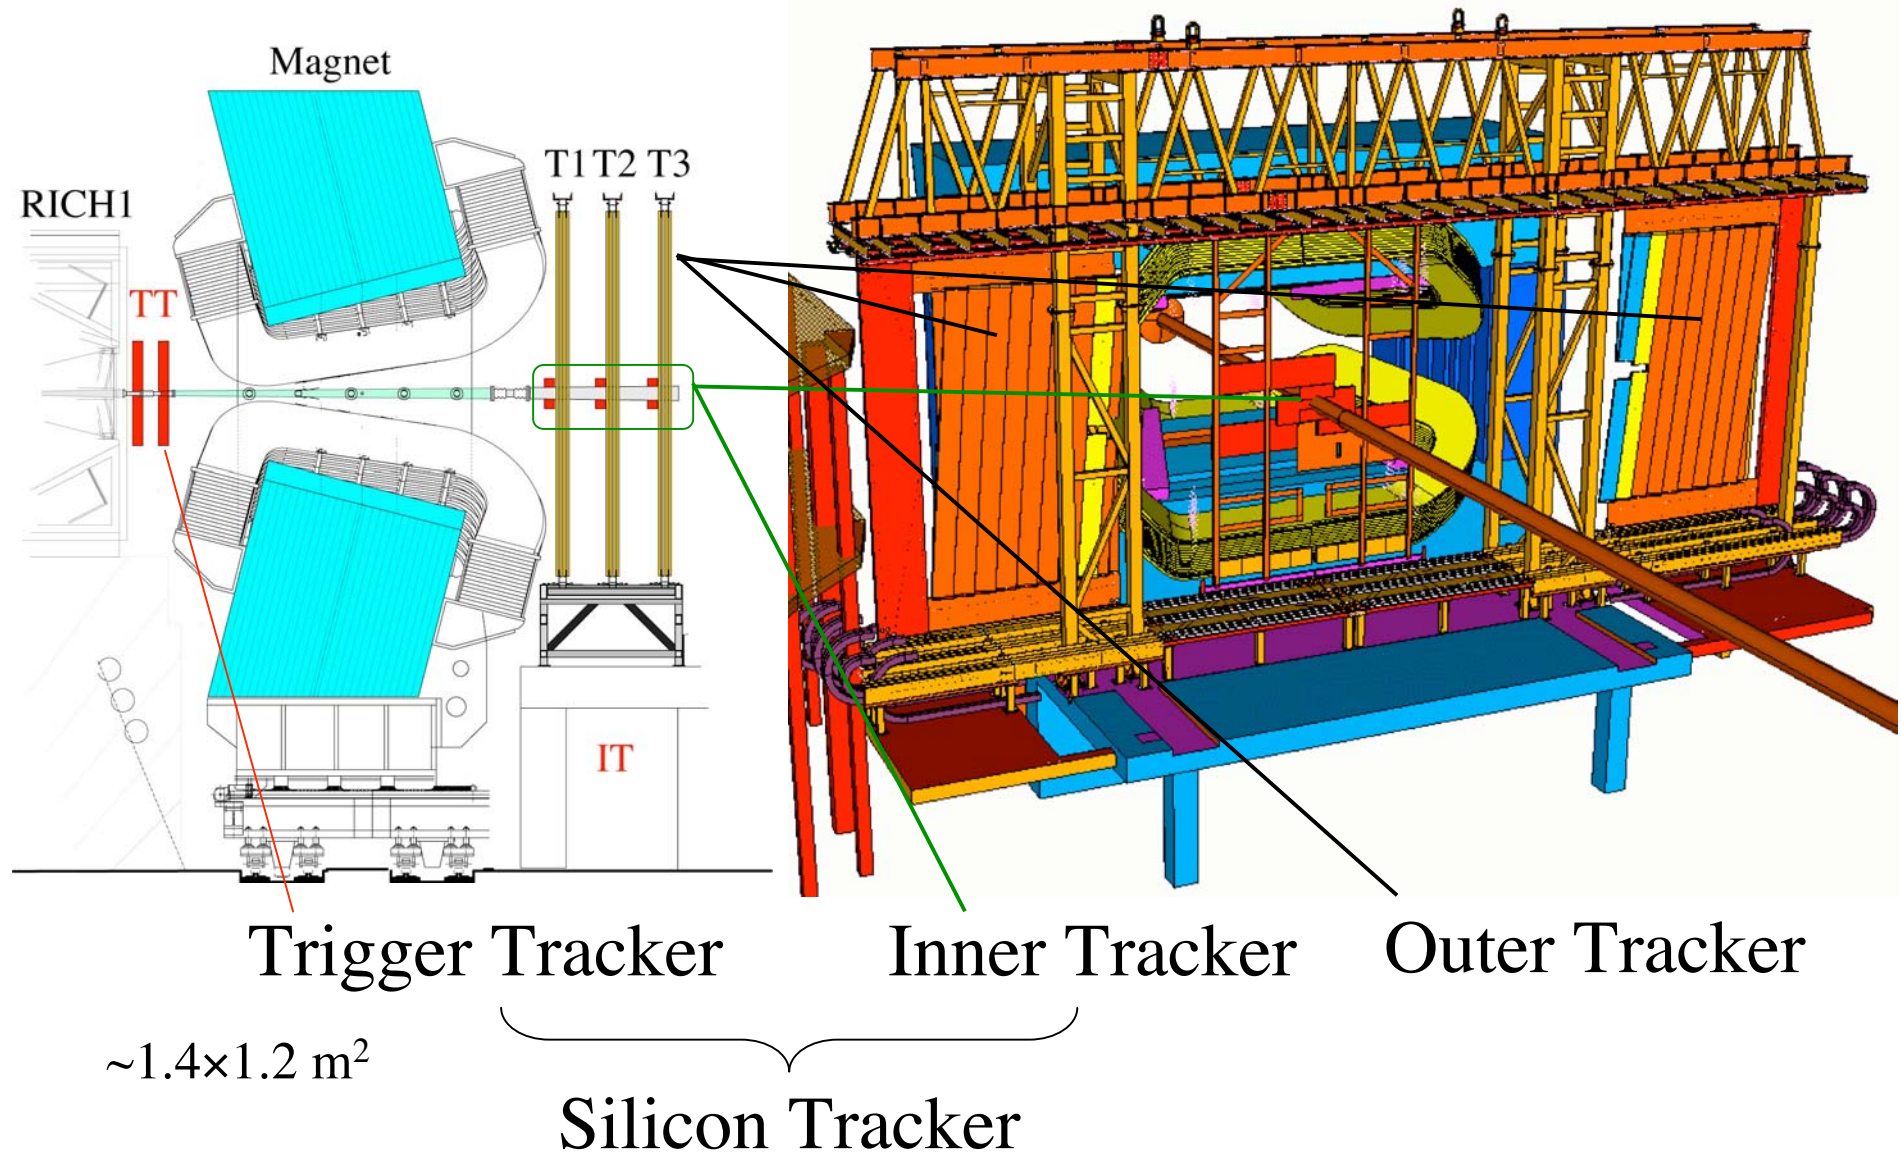 Magnet
T1 T2 T3
RICH1
TT
IT
Trigger Tracker
Inner Tracker
Outer Tracker
~1.4×1.2 m²
Silicon Tracker